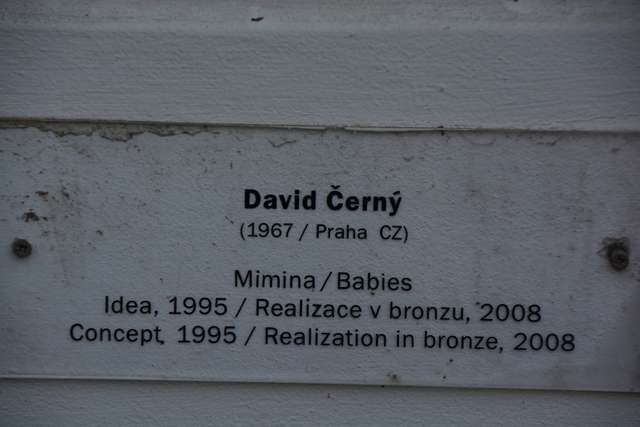 David Černý
(1967 / Praha CZ)
Mimina / Babies
Idea, 1995 / Realizace v bronzu, 2008
Concept, 1995 / Realization in bronze, 2008